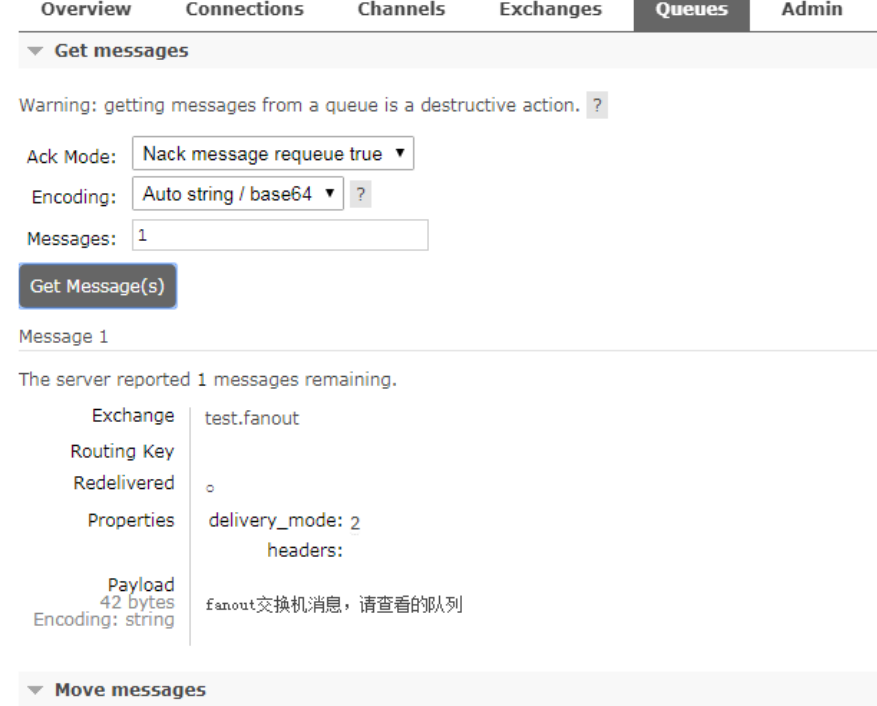 Overview Connections Channels Exchanges Queues Admin
Get messages
Warning: getting messages from a queue is a destructive action. ?
Ack Mode: Nack message requeue true
Encoding: Auto string / base64 ?
Messages: 1
Get Message(s)
Message 1
The server reported 1 messages remaining.
Exchange test.fanout
Routing Key
Redelivered ○
Properties delivery_mode: 2
headers:
Payload
42 bytes
Encoding: string
fanout交换机消息，请查看的队列
Move messages